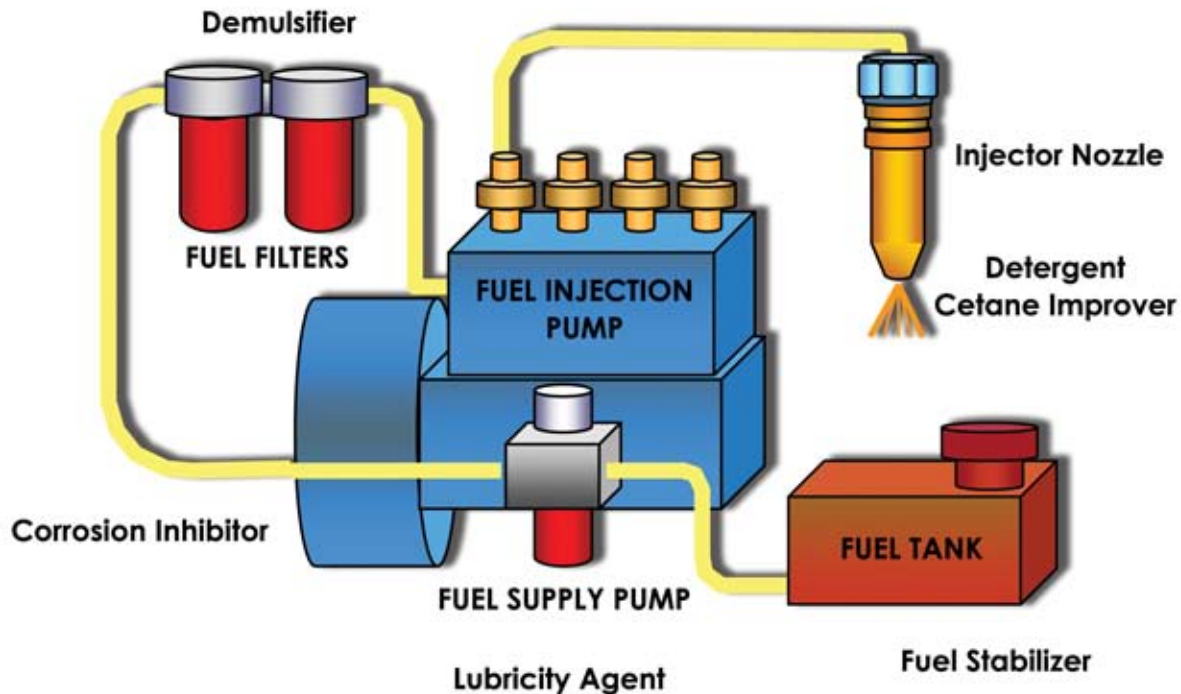 Demulsifier
FUEL FILTERS
Injector Nozzle
Detergent
Cetane Improver
FUEL INJECTION
PUMP
Corrosion Inhibitor
FUEL SUPPLY PUMP
FUEL TANK
Lubricity Agent
Fuel Stabilizer